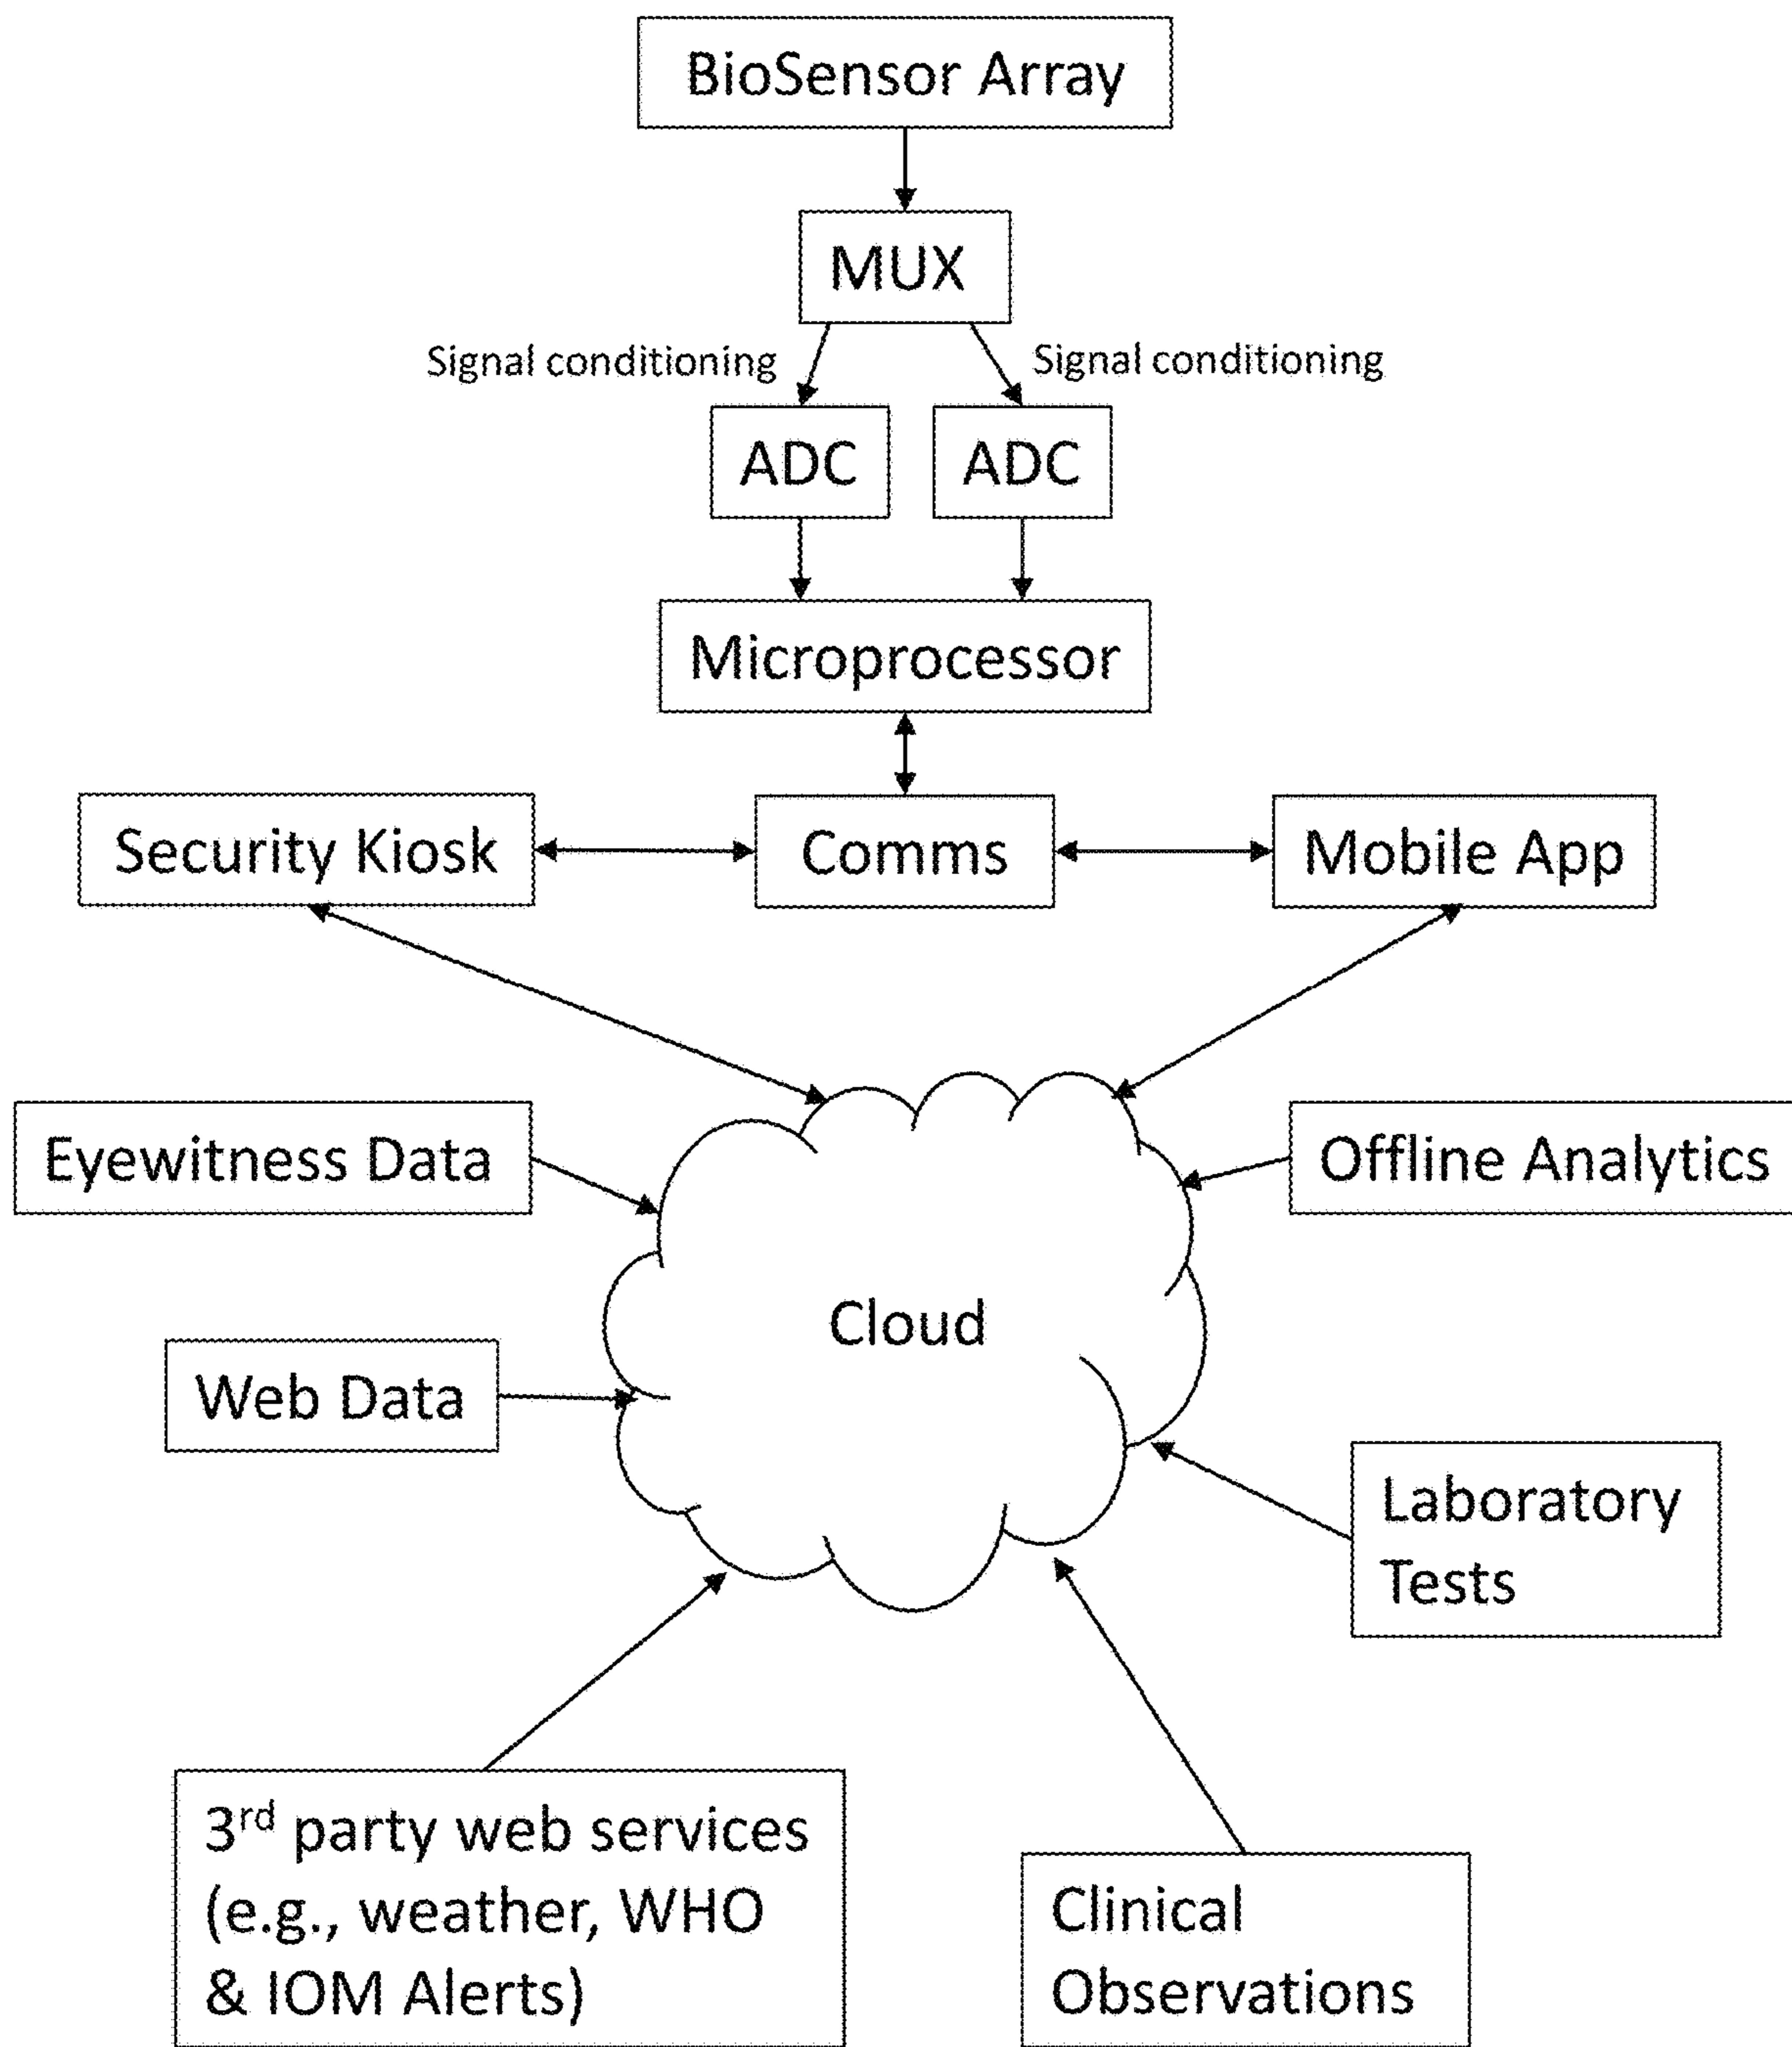 BioSensor Array
MUX
Signal conditioning
Signal conditioning
ADC
ADC
Microprocessor
Security Kiosk
Comms
Mobile App
Eyewitness Data
Offline Analytics
Cloud
Web Data
Laboratory
Tests
3rd party web services
(e.g., weather, WHO
& IOM Alerts)
Clinical
Observations